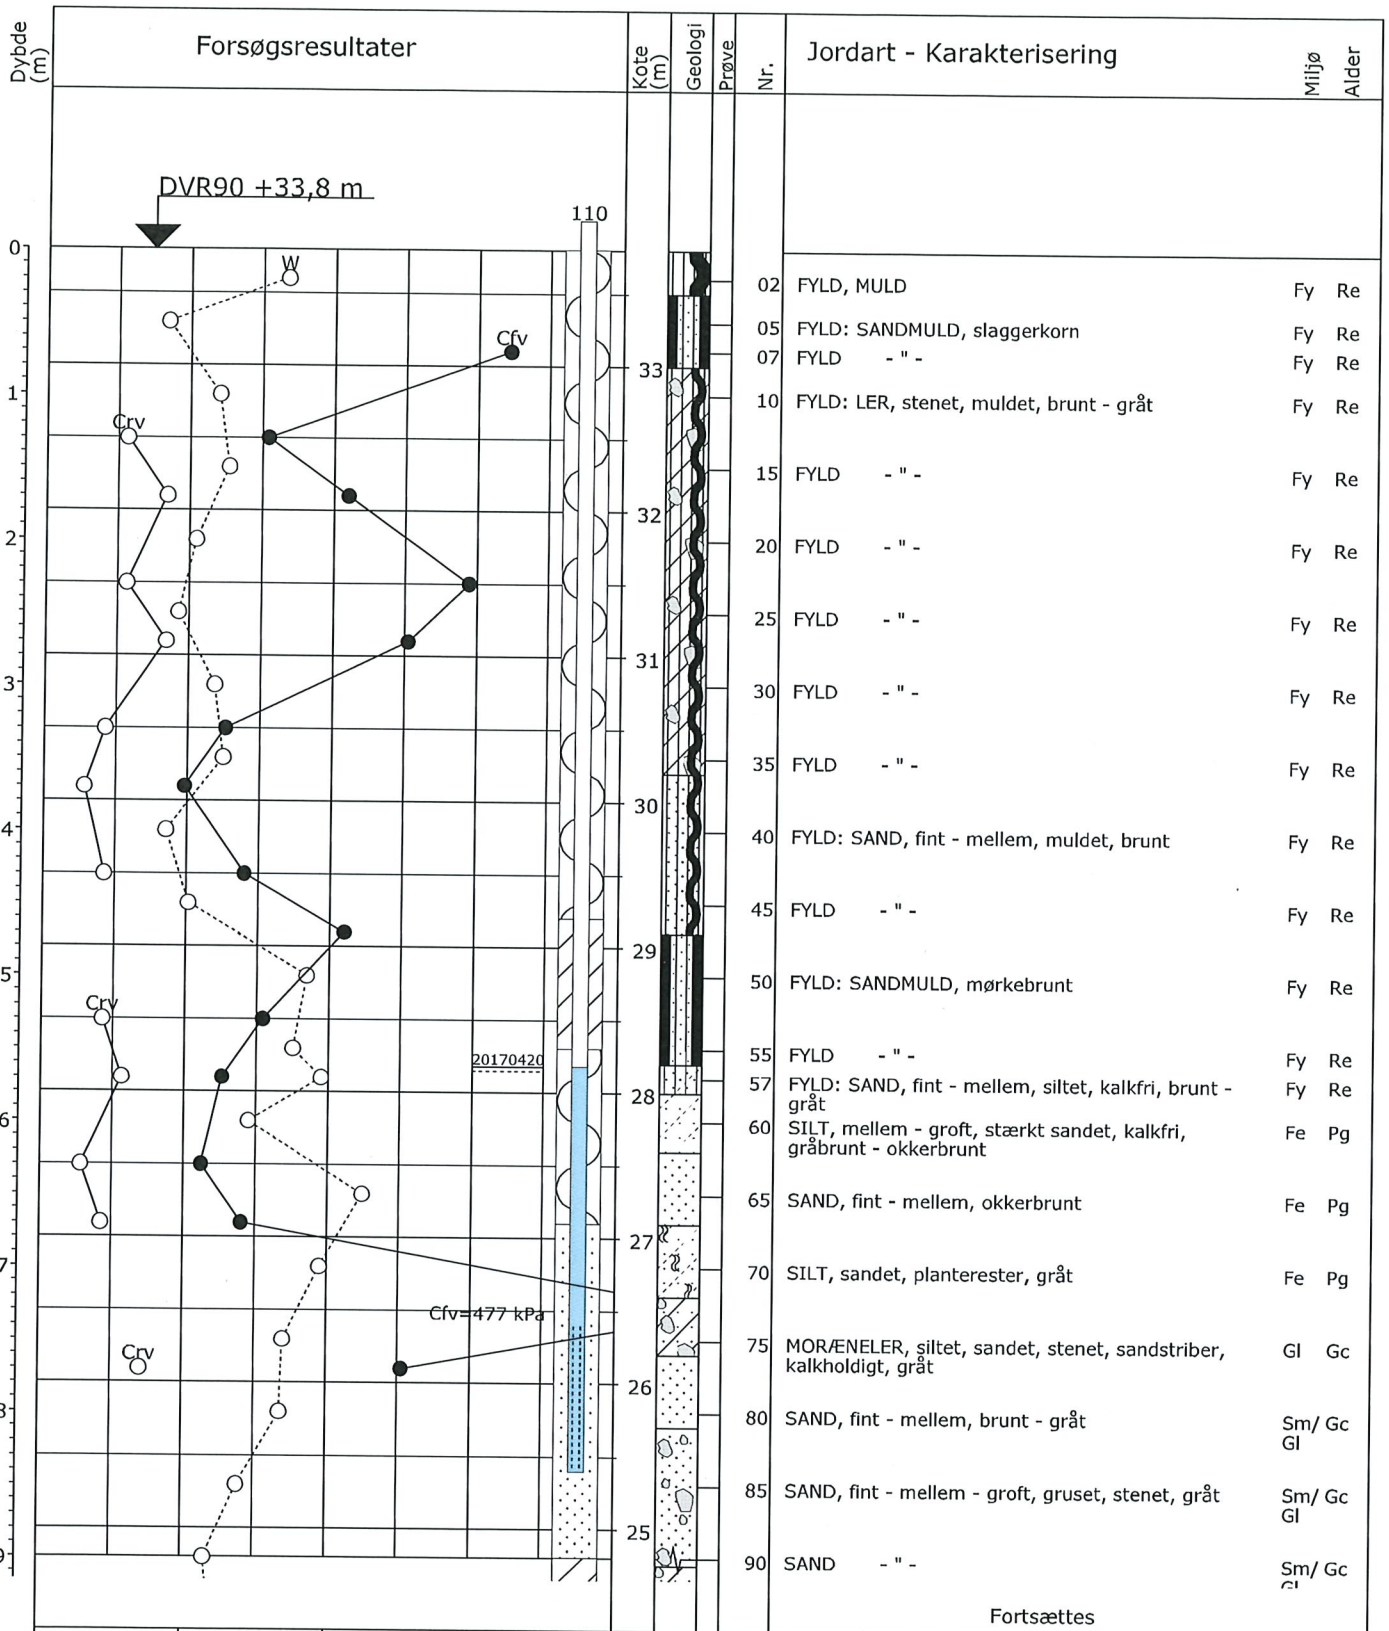 Dybde
(m)
Forsøgsresultater
Kote
(m)
Geologi
Prøve
Nr.
Jordart - Karakterisering
Miljø
Alder
DVR90 +33,8 m
110
0
W
02 FYLD, MULD Fy Re
Cfv
05 FYLD: SANDMULD, slaggerkorn Fy Re
07 FYLD - " - Fy Re
33
1
10 FYLD: LER, stenet, muldet, brunt - gråt Fy Re
Crv
15 FYLD - " - Fy Re
32
2
20 FYLD - " - Fy Re
25 FYLD - " - Fy Re
31
3
30 FYLD - " - Fy Re
35 FYLD - " - Fy Re
30
4
40 FYLD: SAND, fint - mellem, muldet, brunt Fy Re
45 FYLD - " - Fy Re
29
5
50 FYLD: SANDMULD, mørkebrunt Fy Re
Crv
20170420
55 FYLD - " - Fy Re
57 FYLD: SAND, fint - mellem, siltet, kalkfri, brunt - Fy Re
gråt
28
6
60 SILT, mellem - groft, stærkt sandet, kalkfri, Fe Pg
gråbrunt - okkerbrunt
65 SAND, fint - mellem, okkerbrunt Fe Pg
27
7
70 SILT, sandet, planterester, gråt Fe Pg
Cfv=477 kPa
75 MORÆNELER, siltet, sandet, stenet, sandstriber, Gl Gc
kalkholdigt, gråt
Crv
26
8
80 SAND, fint - mellem, brunt - gråt Sm/ Gc
Gl
85 SAND, fint - mellem - groft, gruset, stenet, gråt Sm/ Gc
Gl
25
9
90 SAND - " - Sm/ Gc
Gl
Fortsættes